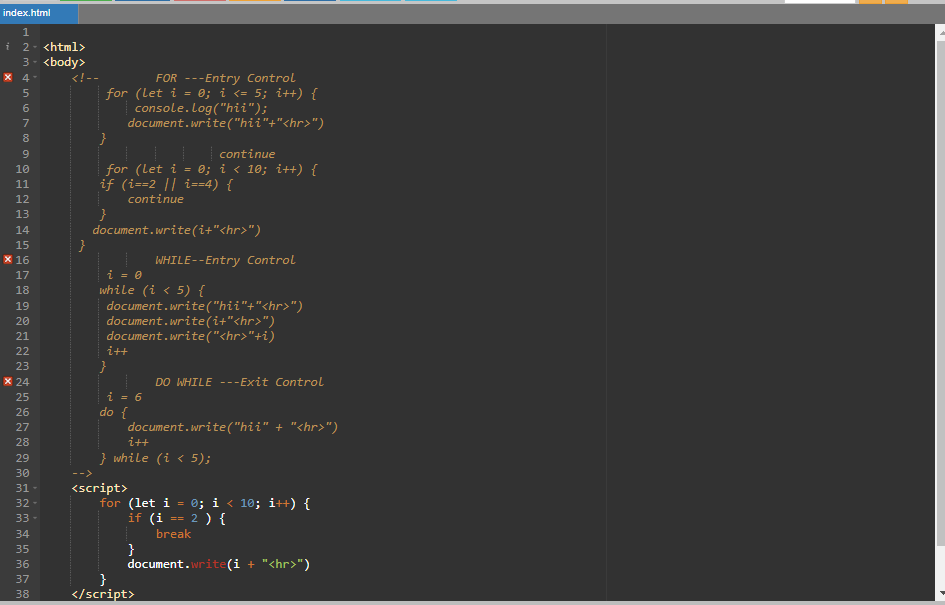 index.html
1
i 2 <html>
3 <body>
4 <!-- FOR ---Entry Control
5 for (let i = 0; i <= 5; i++) {
6 console.log("hii");
7 document.write("hii"+"<hr>")
8 }
9 continue
10 for (let i = 0; i < 10; i++) {
11 if (i==2 || i==4) {
12 continue
13 }
14 document.write(i+"<hr>")
15 }
16 WHILE--Entry Control
17 i = 0
18 while (i < 5) {
19 document.write("hii"+"<hr>")
20 document.write(i+"<hr>")
21 document.write("<hr>"+i)
22 i++
23 }
24 DO WHILE ---Exit Control
25 i = 6
26 do {
27 document.write("hii" + "<hr>")
28 i++
29 } while (i < 5);
30 -->
31 <script>
32 for (let i = 0; i < 10; i++) {
33 if (i == 2 ) {
34 break
35 }
36 document.write(i + "<hr>")
37 }
38 </script>